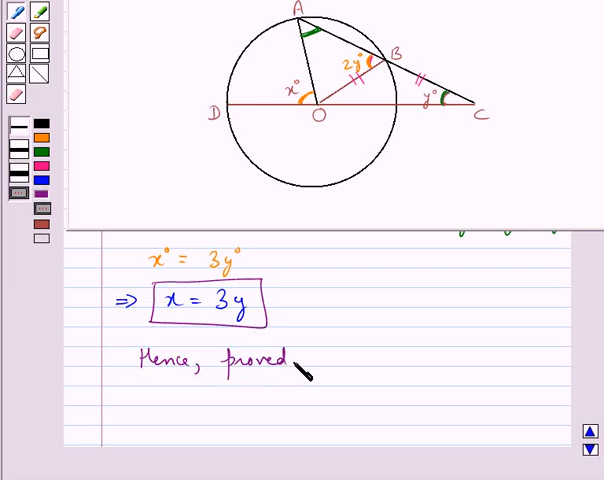 A
B
2y°
x°
y°
D
O
C
x° = 3y°
⇒ x = 3y
Hence, proved